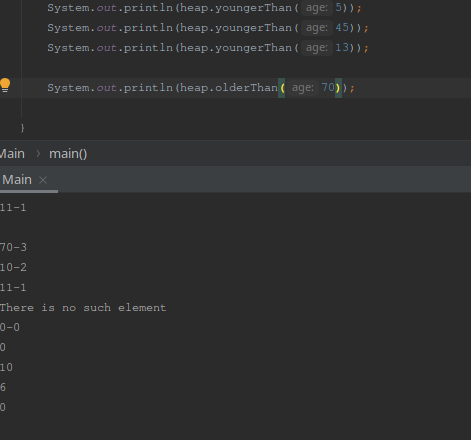 System.out.println(heap.youngerThan( age: 5));
System.out.println(heap.youngerThan( age: 45));
System.out.println(heap.youngerThan( age: 13));
System.out.println(heap.olderThan( age: 70));
}
Main > main()
Main ×
11-1
70-3
10-2
11-1
There is no such element
0-0
0
10
6
0